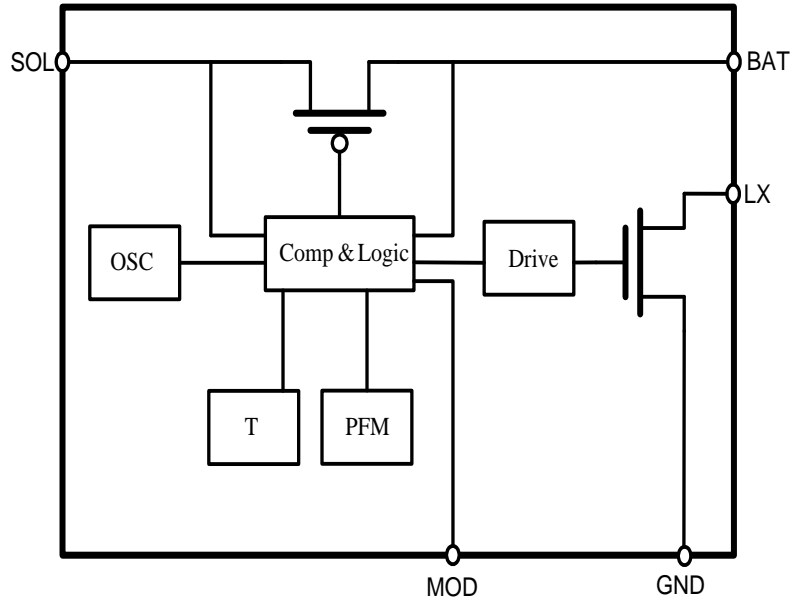 SOL
BAT
LX
OSC
Comp & Logic
Drive
T
PFM
MOD
GND